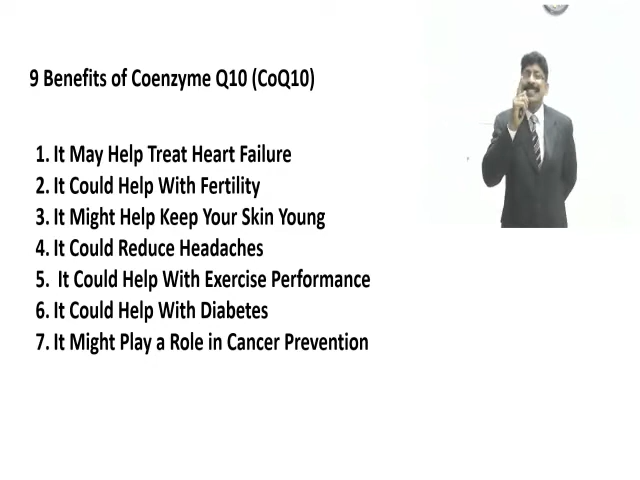 9 Benefits of Coenzyme Q10 (CoQ10)
1. It May Help Treat Heart Failure
2. It Could Help With Fertility
3. It Might Help Keep Your Skin Young
4. It Could Reduce Headaches
5. It Could Help With Exercise Performance
6. It Could Help With Diabetes
7. It Might Play a Role in Cancer Prevention